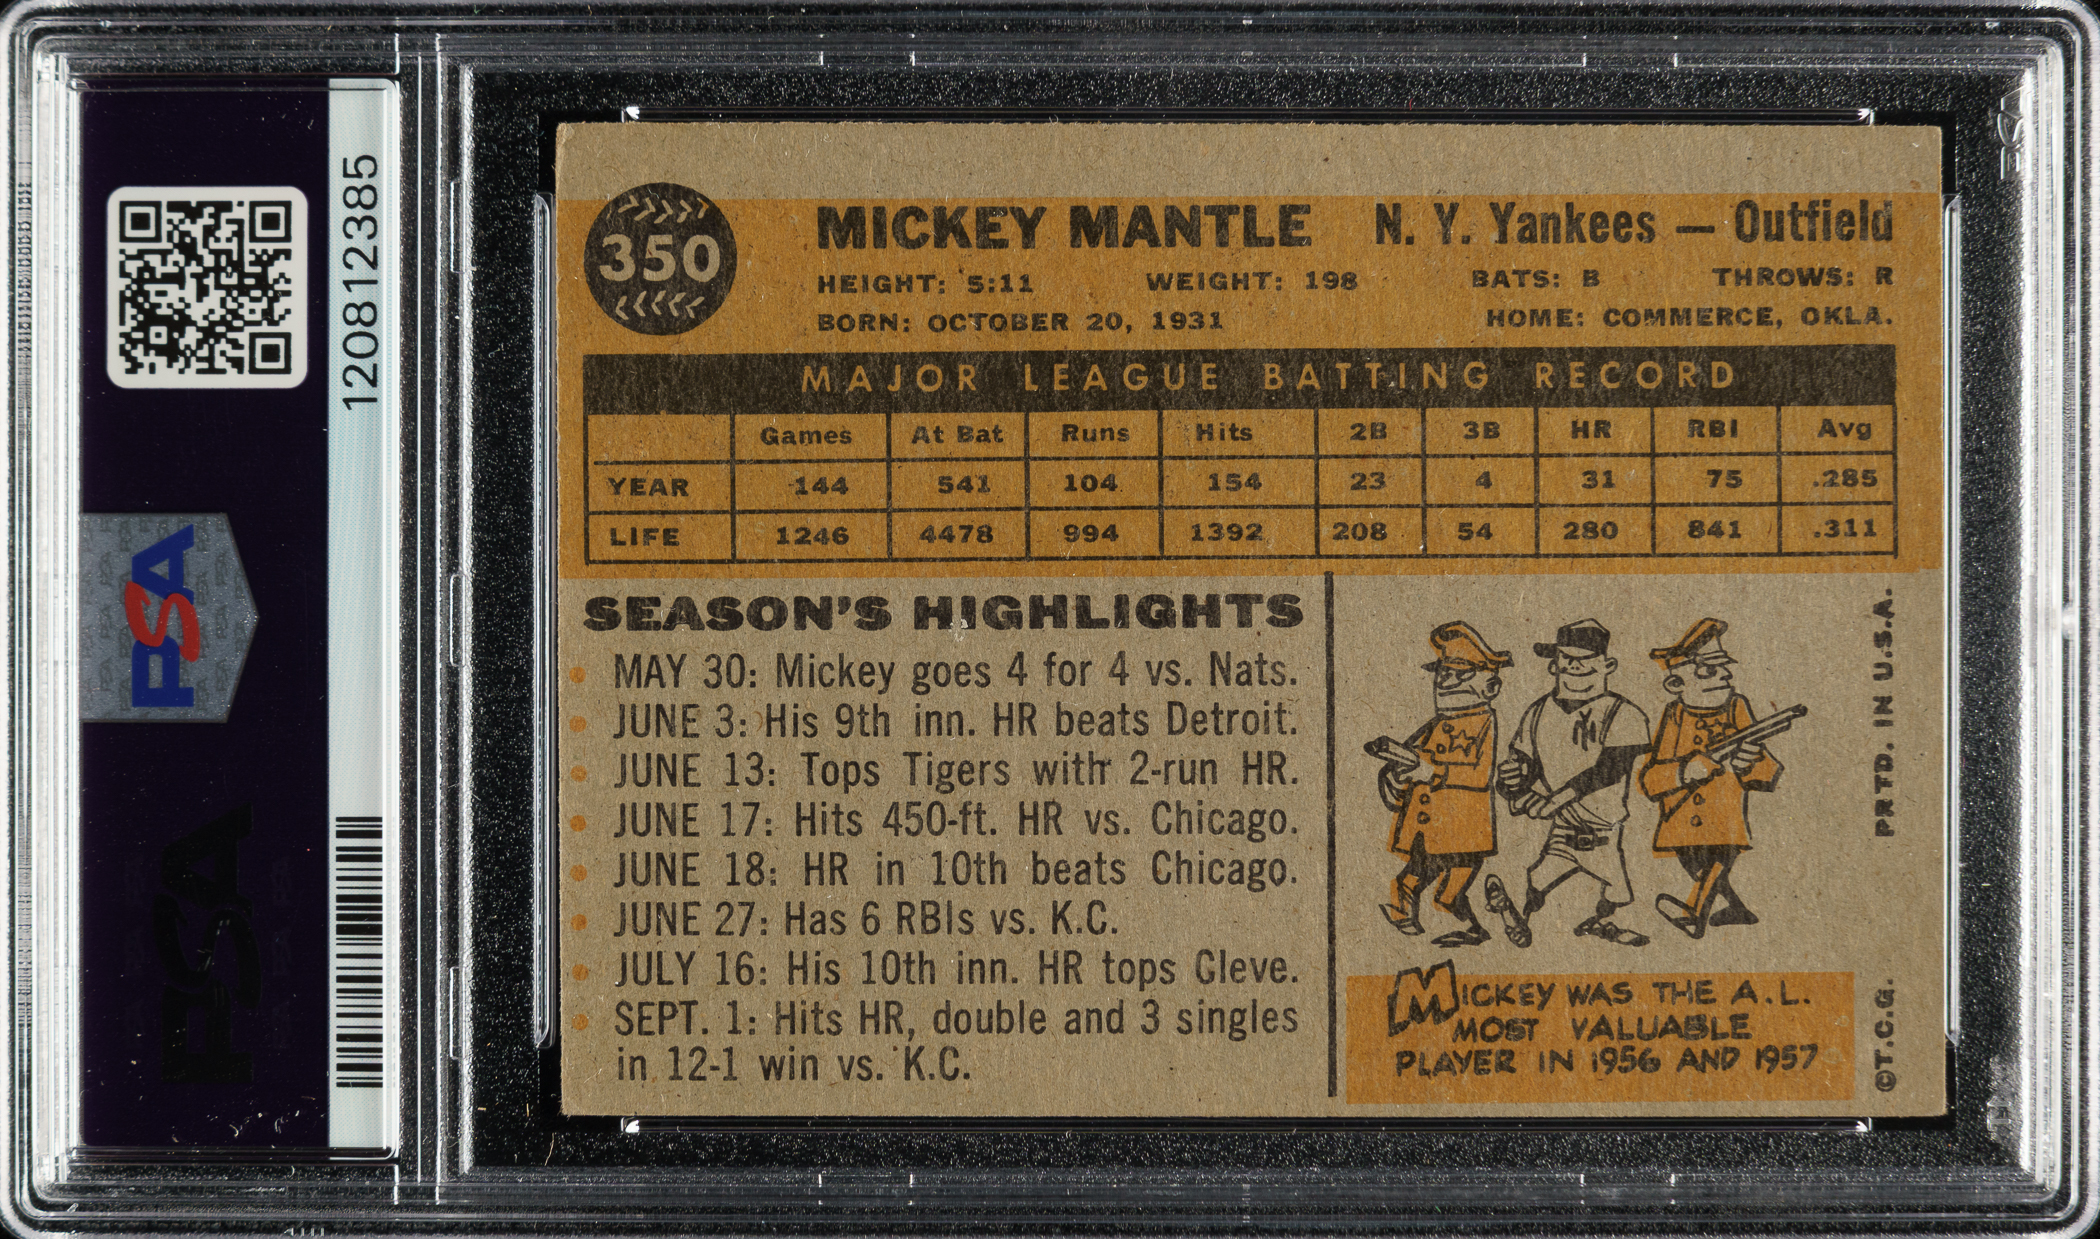 120812385
PSA
PSA
350
MICKEY MANTLE N. Y. Yankees — Outfield
HEIGHT: 5:11 WEIGHT: 198 BATS: B THROWS: R
BORN: OCTOBER 20, 1931 HOME: COMMERCE, OKLA.
MAJOR LEAGUE BATTING RECORD
Games At Bat Runs Hits 2B 3B HR RBI Avg
YEAR 144 541 104 154 23 4 31 75 .285
LIFE 1246 4478 994 1392 208 54 280 841 .311
SEASON'S HIGHLIGHTS
MAY 30: Mickey goes 4 for 4 vs. Nats.
JUNE 3: His 9th inn. HR beats Detroit.
JUNE 13: Tops Tigers with 2-run HR.
JUNE 17: Hits 450-ft. HR vs. Chicago.
JUNE 18: HR in 10th beats Chicago.
JUNE 27: Has 6 RBIs vs. K.C.
JULY 16: His 10th inn. HR tops Cleve.
SEPT. 1: Hits HR, double and 3 singles
in 12-1 win vs. K.C.
NY
MICKEY WAS THE A.L.
MOST VALUABLE
PLAYER IN 1956 AND 1957
PRTD. IN U.S.A.
©T.C.G.
PSA